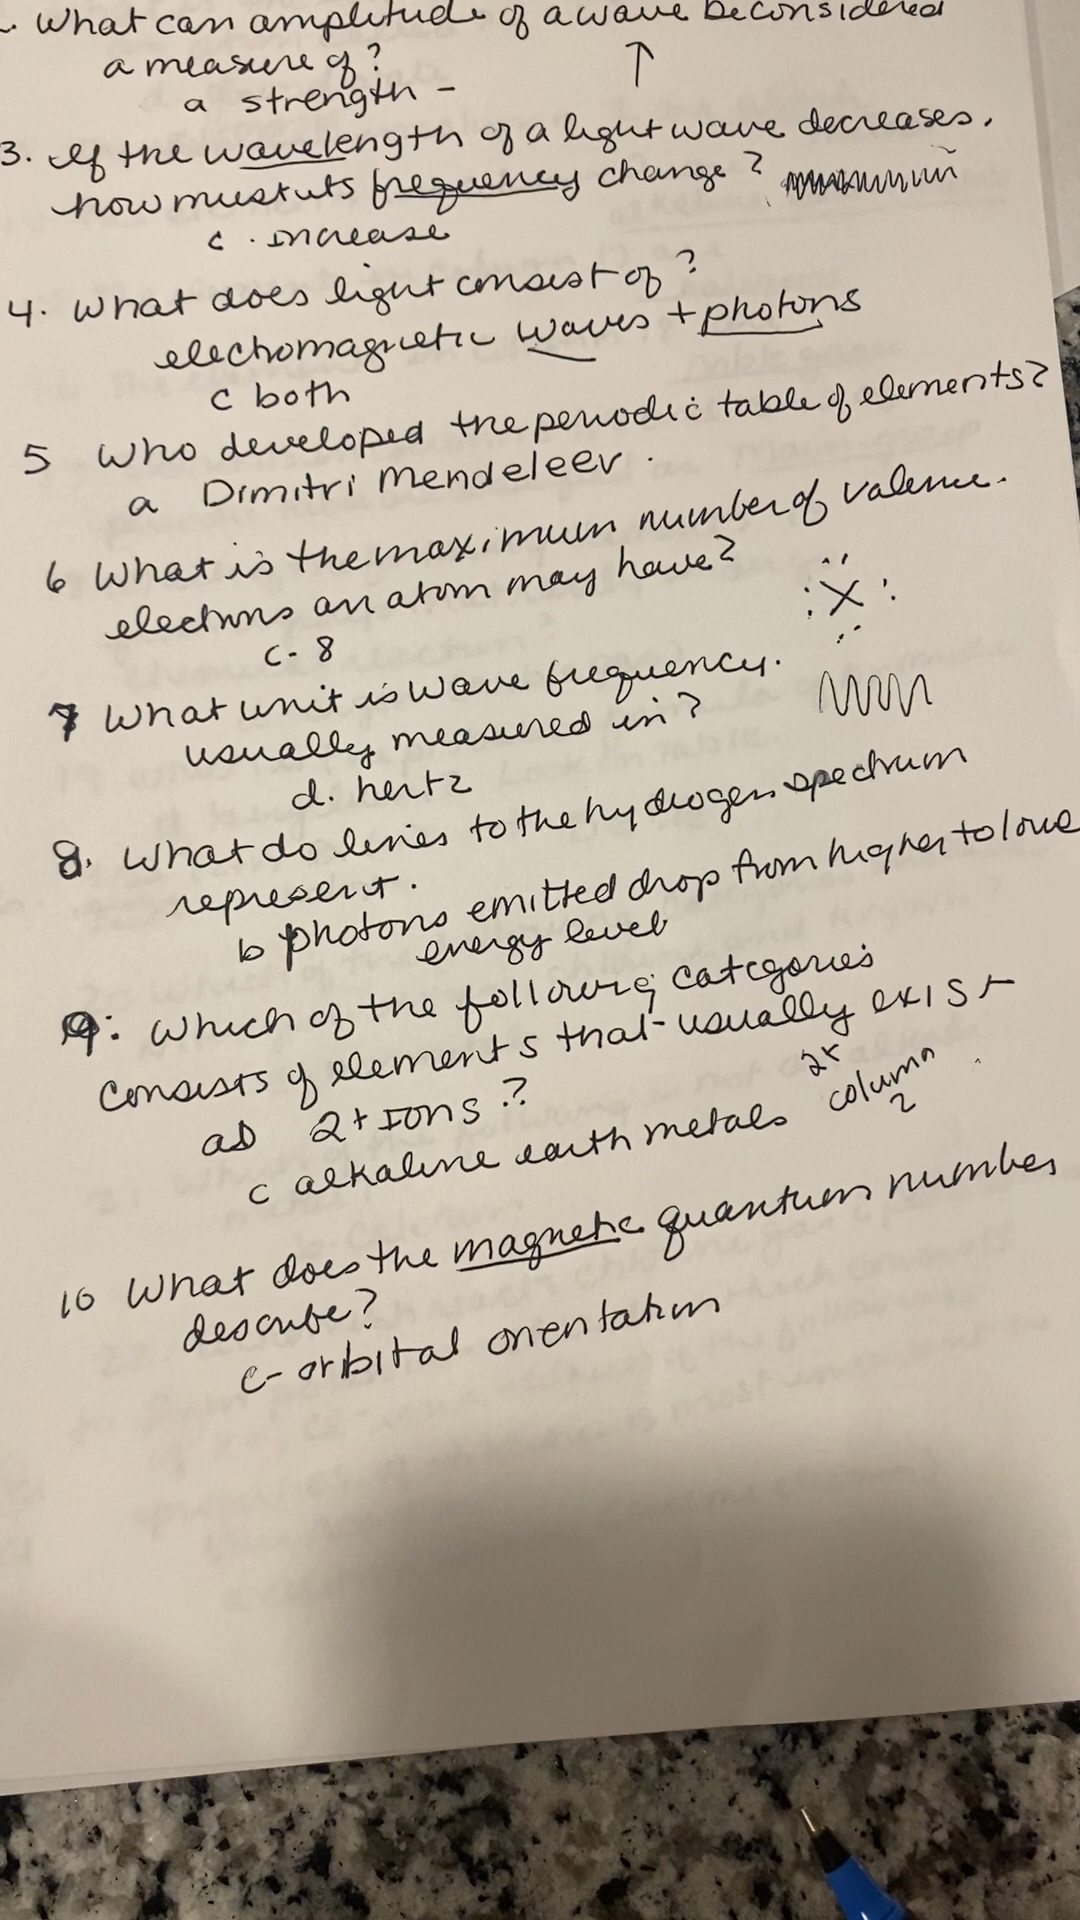 . What can amplitude of a wave be considered
a measure of?
a strength -
3. If the wavelength of a light wave decreases.
how must its frequency change?
c. increase
4. What does light consist of?
electromagnetic waves + photons
c both
5 Who developed the periodic table of elements?
a Dimitri Mendeleev.
6 What is the maximum number of valence.
electrons an atom may have?
: X :
c- 8
7 What unit is wave frequency.
usually measured in?
d. hertz
8. What do lines to the hydrogen spectrum
represent.
b photons emitted drop from higher to lowe
energy level
9: Which of the following categories
consists of elements that usually exist
as 2+ ions?
2+
column
2
c alkaline earth metals
10 What does the magnetic quantum number
describe?
c- orbital orientation